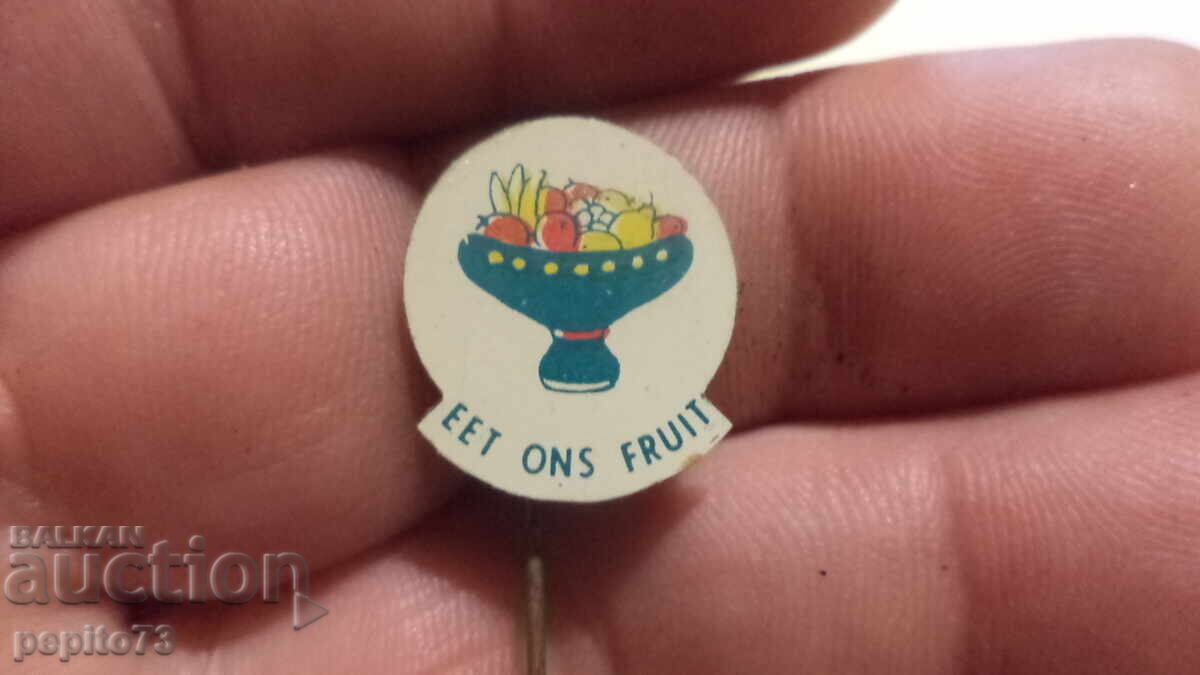 EET ONS FRUIT
BALKAN
auction
pepito73